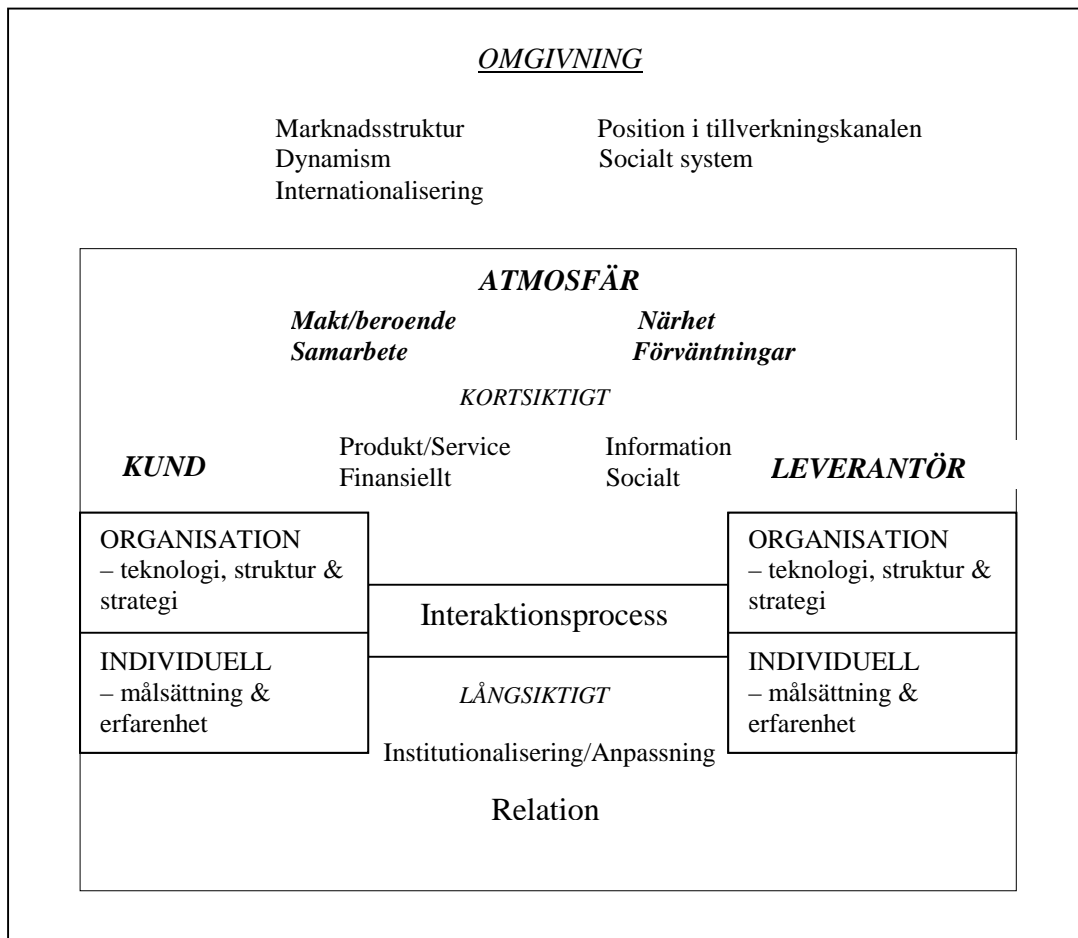 OMGIVNING
Marknadsstruktur Position i tillverkningskanalen
Dynamism Socialt system
Internationalisering
ATMOSFÄR
Makt/beroende Närhet
Samarbete Förväntningar
KORTSIKTIGT
Produkt/Service Information
KUND Finansiellt Socialt LEVERANTÖR
ORGANISATION
– teknologi, struktur &
strategi
INDIVIDUELL
– målsättning &
erfarenhet
Interaktionsprocess
LÅNGSIKTIGT
Institutionalisering/Anpassning
Relation
ORGANISATION
– teknologi, struktur &
strategi
INDIVIDUELL
– målsättning &
erfarenhet